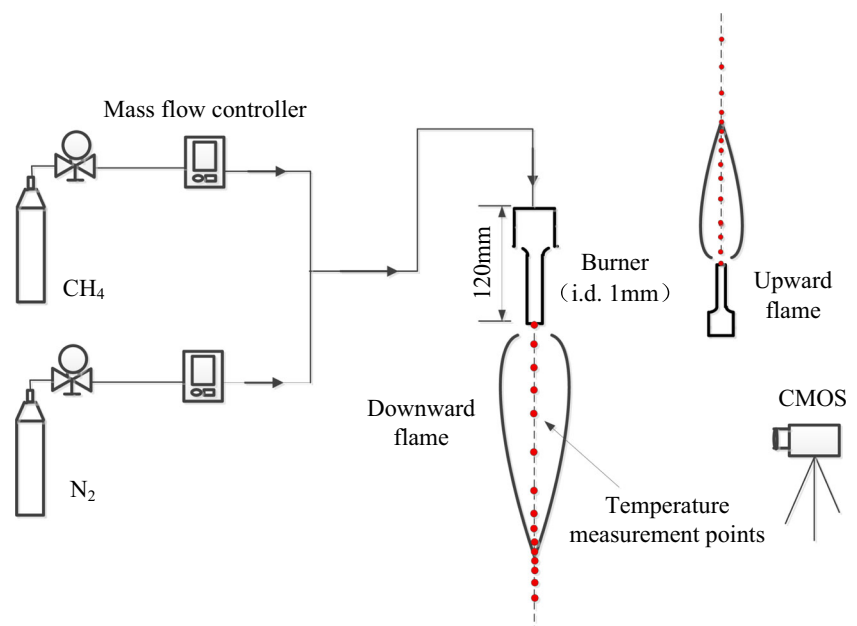 Mass flow controller
CH₄
120mm
Burner
（i.d. 1mm）
Upward
flame
Downward
flame
CMOS
N₂
Temperature
measurement points